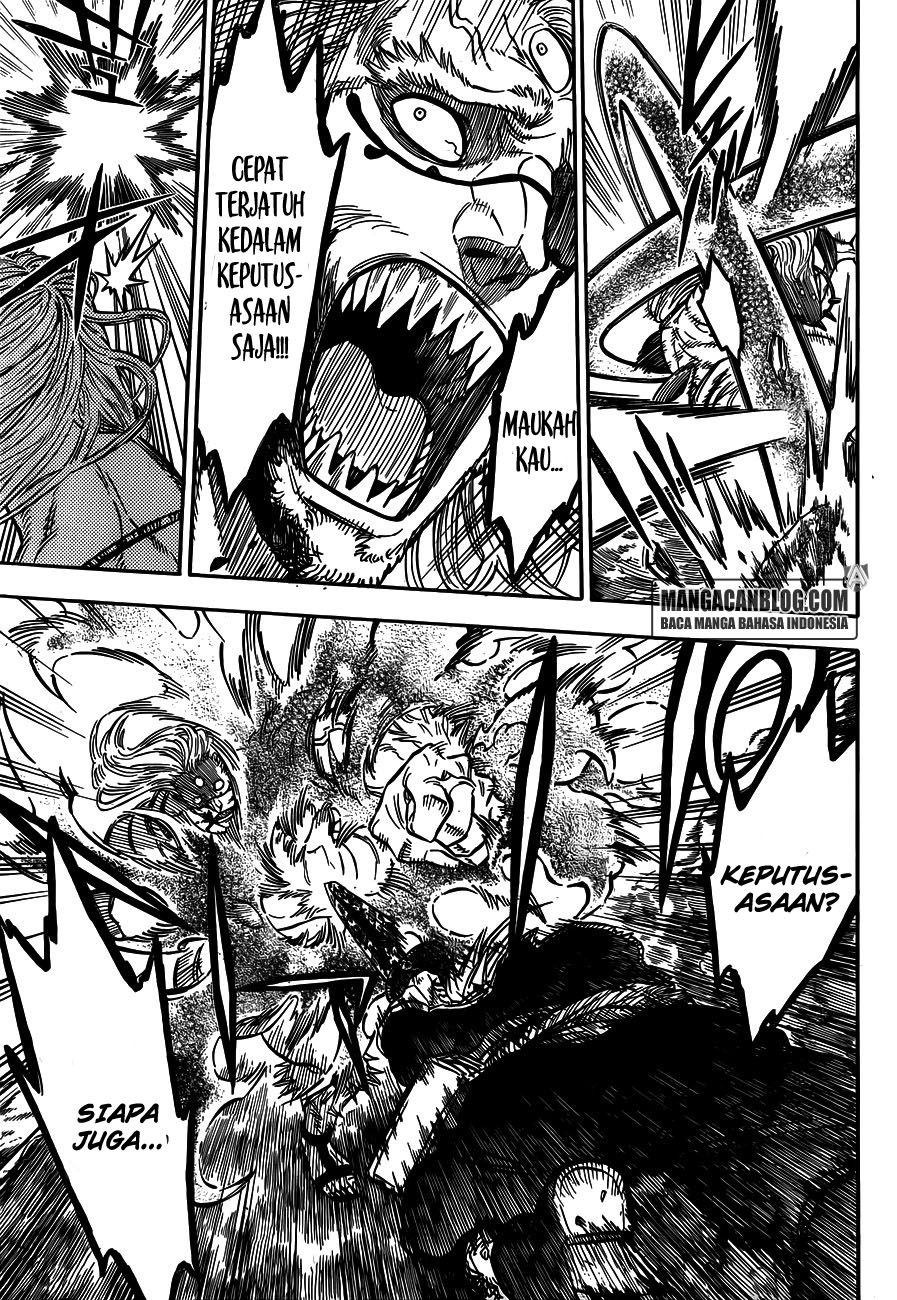 MAUKAH
KAU...
CEPAT
TERJATUH
KEDALAM
KEPUTUS-
ASAAN
SAJA!!!
MANGACANBLOG.COM
BACA MANGA BAHASA INDONESIA
KEPUTUS-
ASAAN?
SIAPA
JUGA...